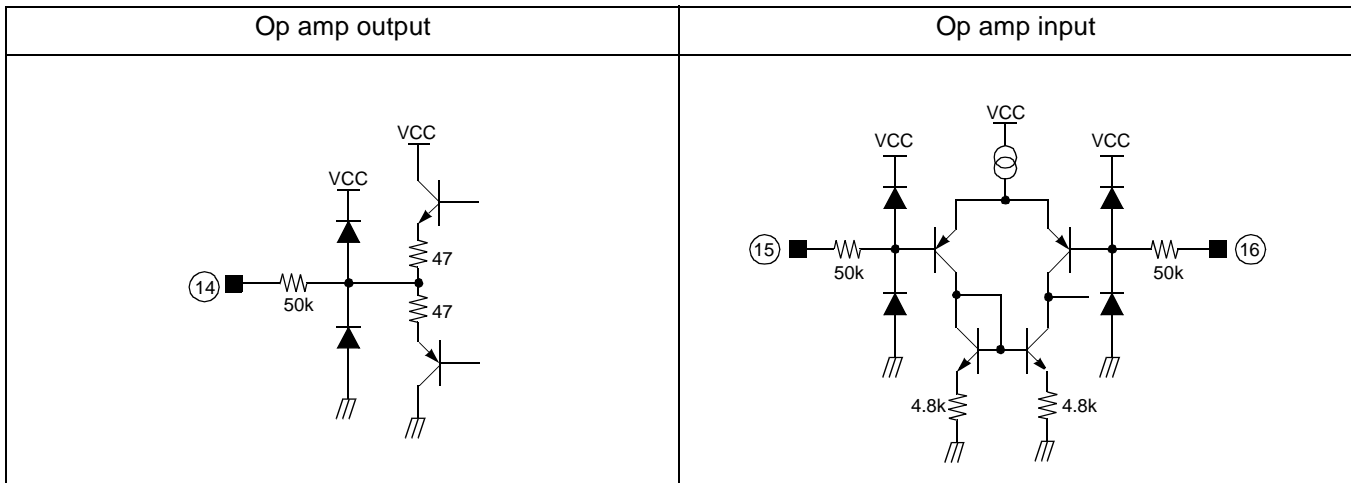 Op amp output
Op amp input
VCC
VCC
47
14
50k
47
VCC
VCC
VCC
15
50k
50k
16
4.8k
4.8k